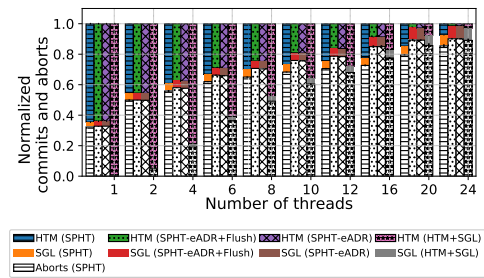 Normalized
commits and aborts
1.0
0.8
0.6
0.4
0.2
0.0
1 2 4 6 8 10 12 16 20 24
Number of threads
HTM (SPHT) HTM (SPHT-eADR+Flush) HTM (SPHT-eADR) HTM (HTM+SGL)
SGL (SPHT) SGL (SPHT-eADR+Flush) SGL (SPHT-eADR) SGL (HTM+SGL)
Aborts (SPHT)